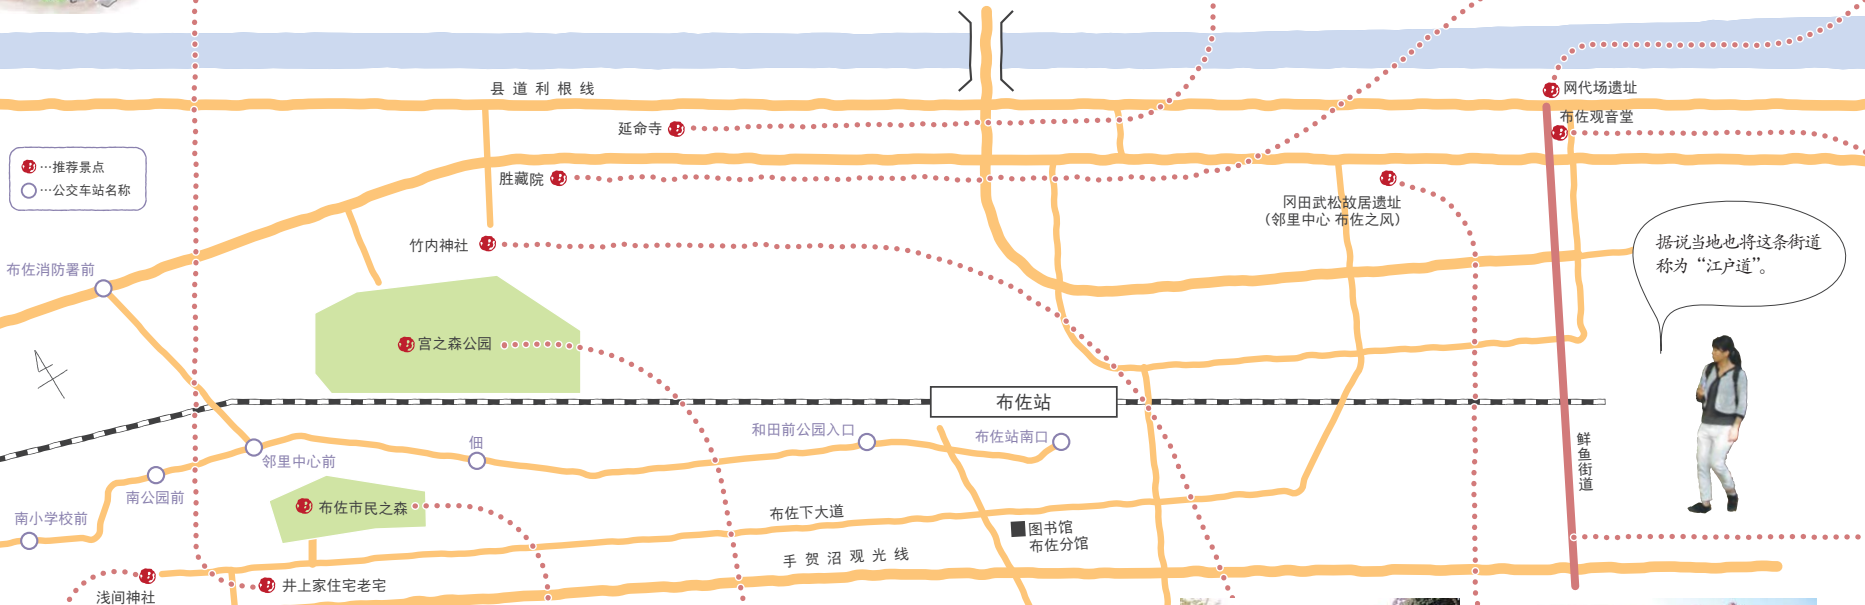 县道利根线
网代场遗址
布佐观音堂
延命寺
…推荐景点
…公交车站名称
胜藏院
冈田武松故居遗址
（邻里中心 布佐之风）
竹内神社
据说当地也将这条街道
称为“江户道”。
布佐消防署前
宫之森公园
布佐站
和田前公园入口
布佐站南口
佃
邻里中心前
鲜鱼街道
南公园前
布佐市民之森
南小学校前
布佐下大道
图书馆
布佐分馆
手贺沼观光线
井上家住宅老宅
浅间神社